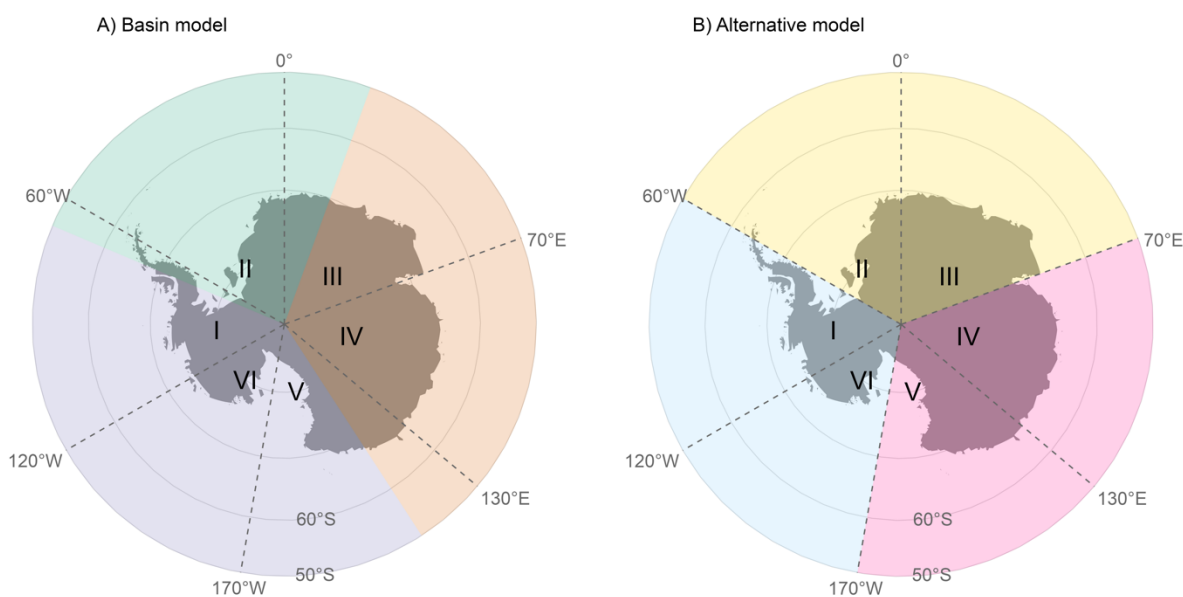 A) Basin model
0°
60°W
70°E
II
III
I
IV
VI
V
120°W
130°E
60°S
50°S
170°W
B) Alternative model
0°
60°W
70°E
II
III
I
IV
VI
V
120°W
130°E
60°S
50°S
170°W